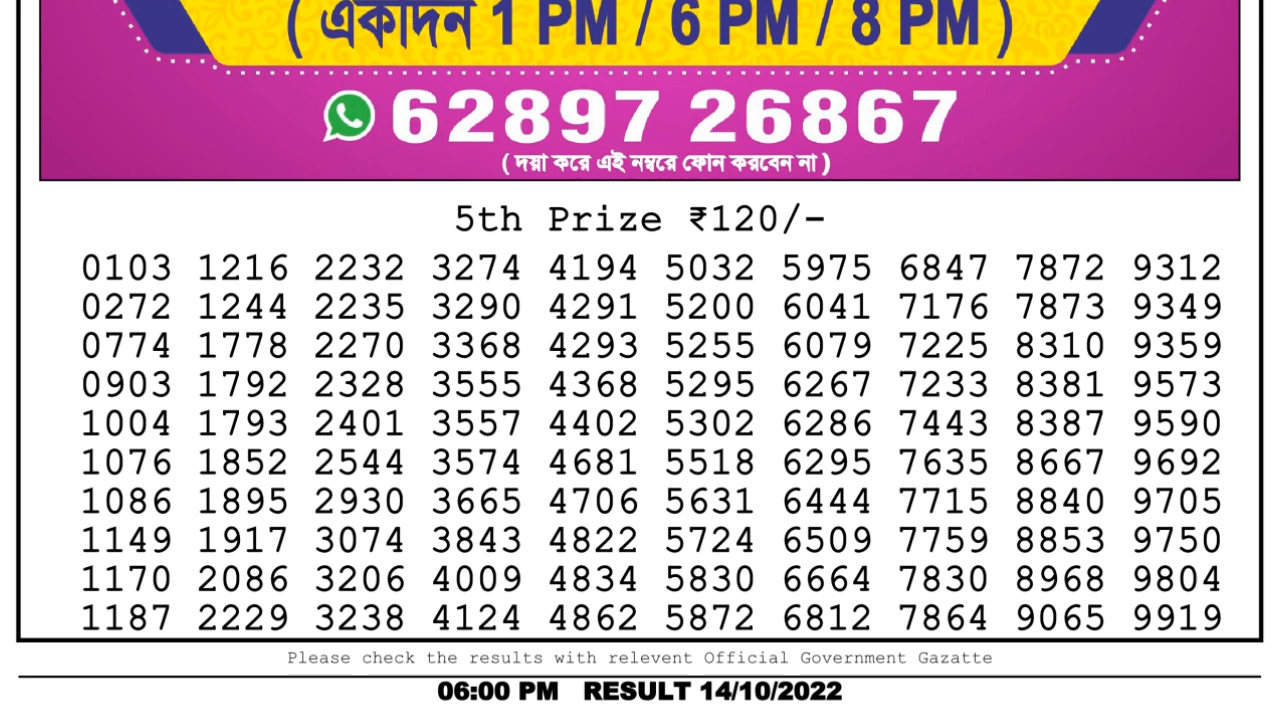 ( একাদন 1 PM / 6 PM / 8 PM )
62897 26867
( দয়া করে এই নম্বরে ফোন করবেন না )
5th Prize ₹120/-
0103 1216 2232 3274 4194 5032 5975 6847 7872 9312
0272 1244 2235 3290 4291 5200 6041 7176 7873 9349
0774 1778 2270 3368 4293 5255 6079 7225 8310 9359
0903 1792 2328 3555 4368 5295 6267 7233 8381 9573
1004 1793 2401 3557 4402 5302 6286 7443 8387 9590
1076 1852 2544 3574 4681 5518 6295 7635 8667 9692
1086 1895 2930 3665 4706 5631 6444 7715 8840 9705
1149 1917 3074 3843 4822 5724 6509 7759 8853 9750
1170 2086 3206 4009 4834 5830 6664 7830 8968 9804
1187 2229 3238 4124 4862 5872 6812 7864 9065 9919
Please check the results with relevent Official Government Gazatte
06:00 PM RESULT 14/10/2022